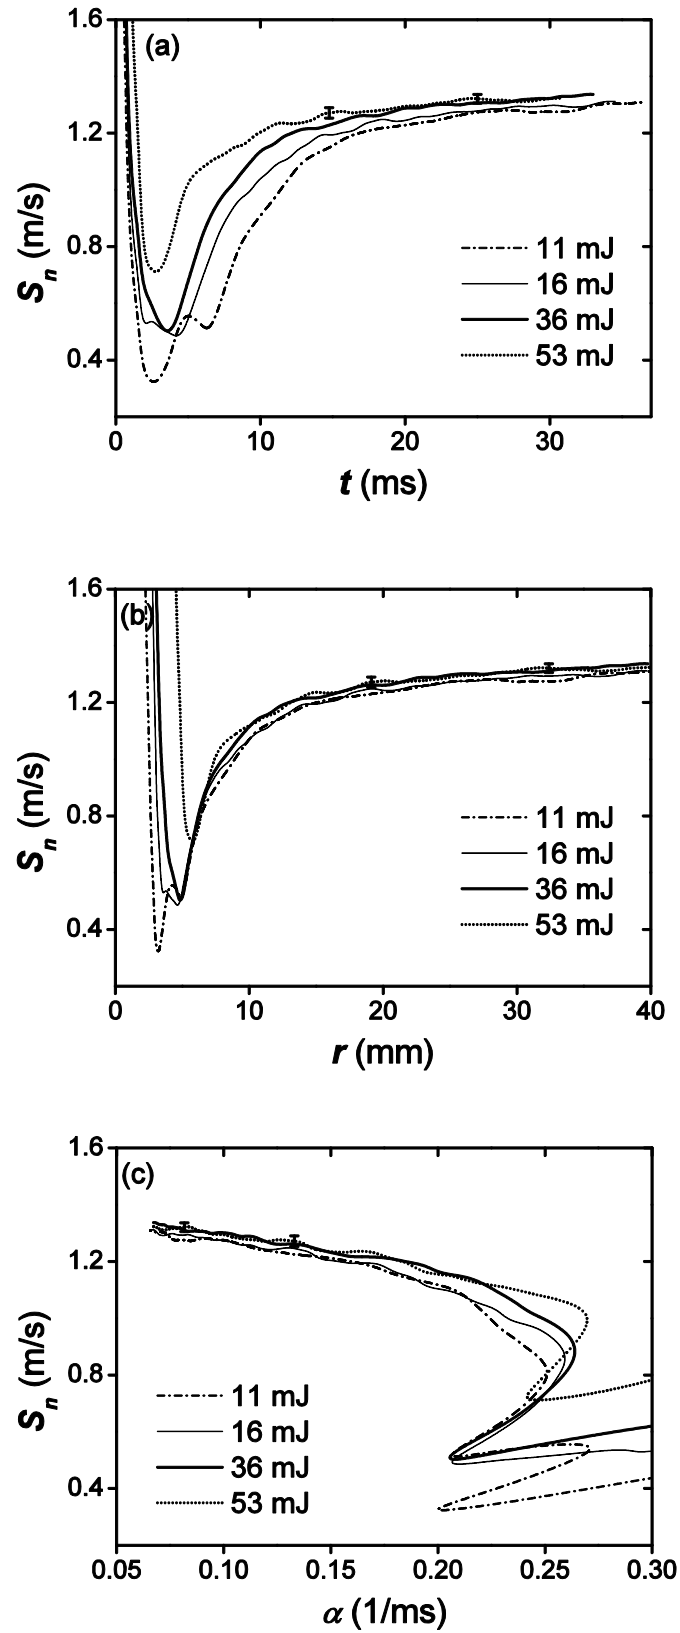 (a)
S_n (m/s)
1.6
1.2
0.8
0.4
11 mJ
16 mJ
36 mJ
53 mJ
0 10 20 30
t (ms)
(b)
S_n (m/s)
1.6
1.2
0.8
0.4
11 mJ
16 mJ
36 mJ
53 mJ
0 10 20 30 40
r (mm)
(c)
S_n (m/s)
1.6
1.2
0.8
0.4
11 mJ
16 mJ
36 mJ
53 mJ
0.05 0.10 0.15 0.20 0.25 0.30
α (1/ms)